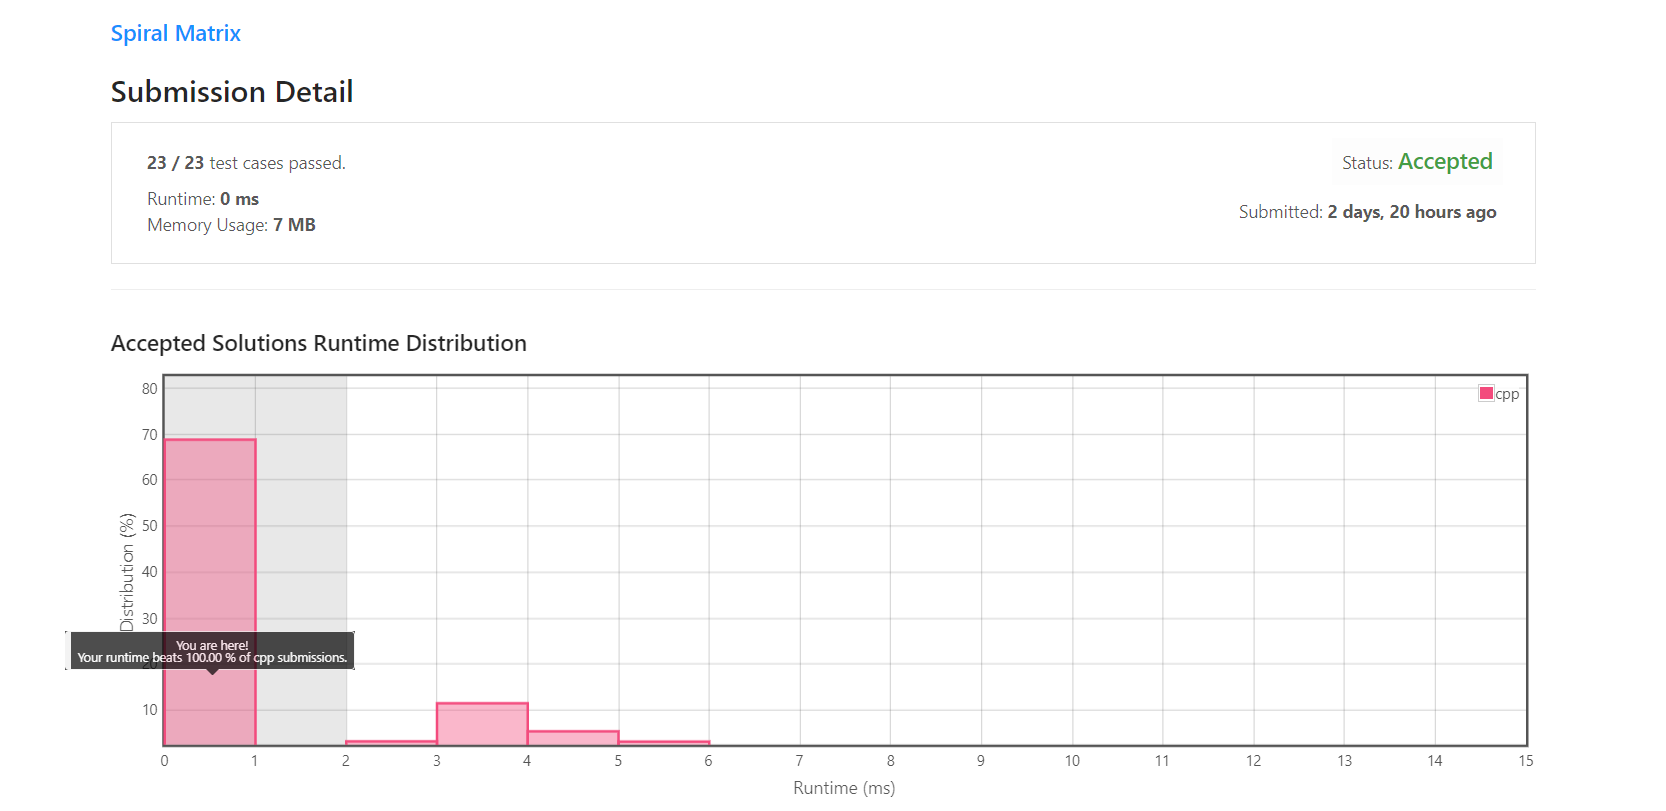 Spiral Matrix
Submission Detail
23 / 23 test cases passed.
Status: Accepted
Runtime: 0 ms
Submitted: 2 days, 20 hours ago
Memory Usage: 7 MB
Accepted Solutions Runtime Distribution
80
cpp
70
60
50
40
30
Distribution (%)
You are here!
Your runtime beats 100.00 % of cpp submissions.
20
10
0 1 2 3 4 5 6 7 8 9 10 11 12 13 14 15
Runtime (ms)